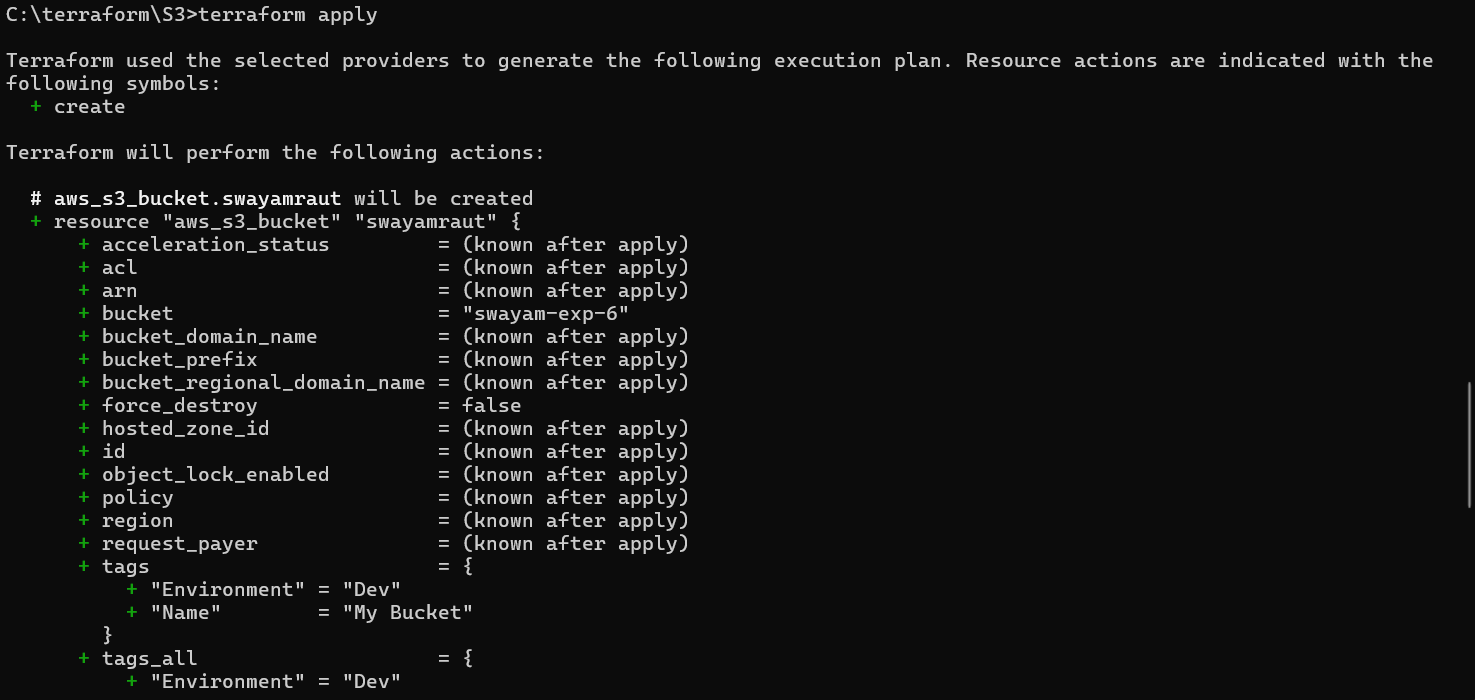 C:\terraform\S3>terraform apply

Terraform used the selected providers to generate the following execution plan. Resource actions are indicated with the
following symbols:
  + create

Terraform will perform the following actions:

  # aws_s3_bucket.swayamraut will be created
  + resource "aws_s3_bucket" "swayamraut" {
      + acceleration_status         = (known after apply)
      + acl                         = (known after apply)
      + arn                         = (known after apply)
      + bucket                      = "swayam-exp-6"
      + bucket_domain_name          = (known after apply)
      + bucket_prefix               = (known after apply)
      + bucket_regional_domain_name = (known after apply)
      + force_destroy               = false
      + hosted_zone_id              = (known after apply)
      + id                          = (known after apply)
      + object_lock_enabled         = (known after apply)
      + policy                      = (known after apply)
      + region                      = (known after apply)
      + request_payer               = (known after apply)
      + tags                        = {
          + "Environment" = "Dev"
          + "Name"        = "My Bucket"
        }
      + tags_all                    = {
          + "Environment" = "Dev"